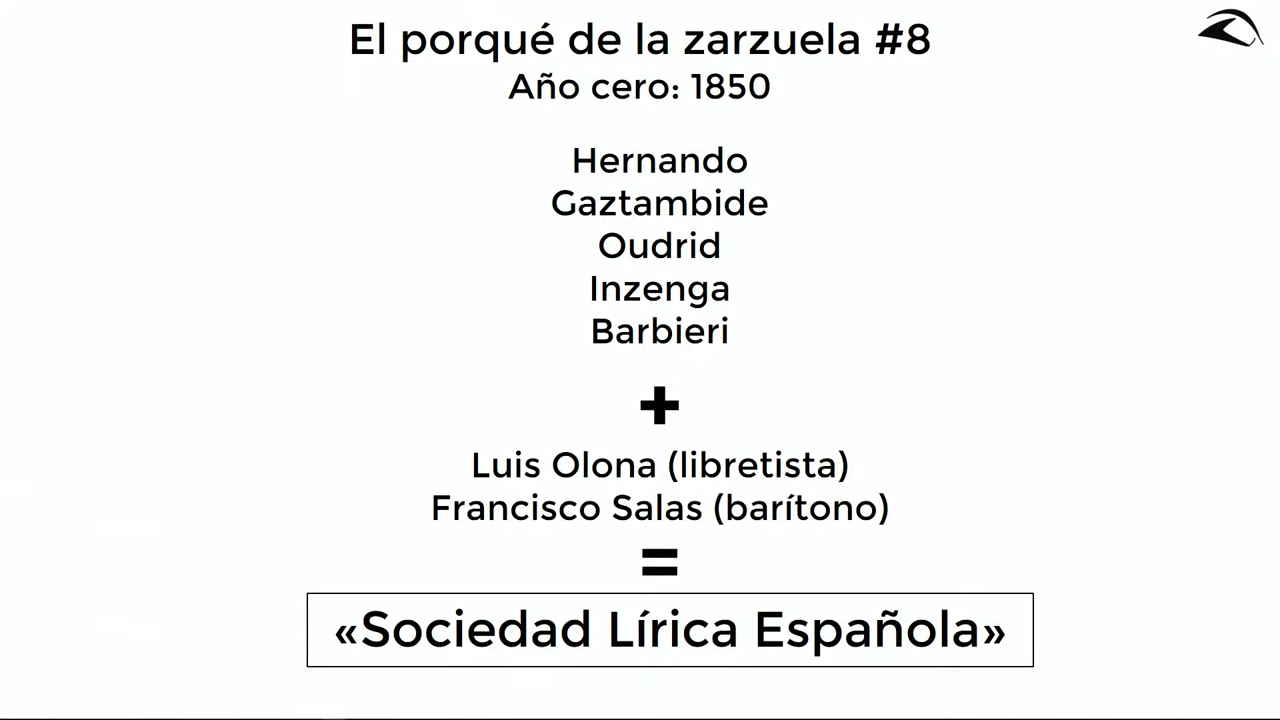 El porqué de la zarzuela #8
Año cero: 1850
Hernando
Gaztambide
Oudrid
Inzenga
Barbieri
+
Luis Olona (libretista)
Francisco Salas (barítono)
=
«Sociedad Lírica Española»